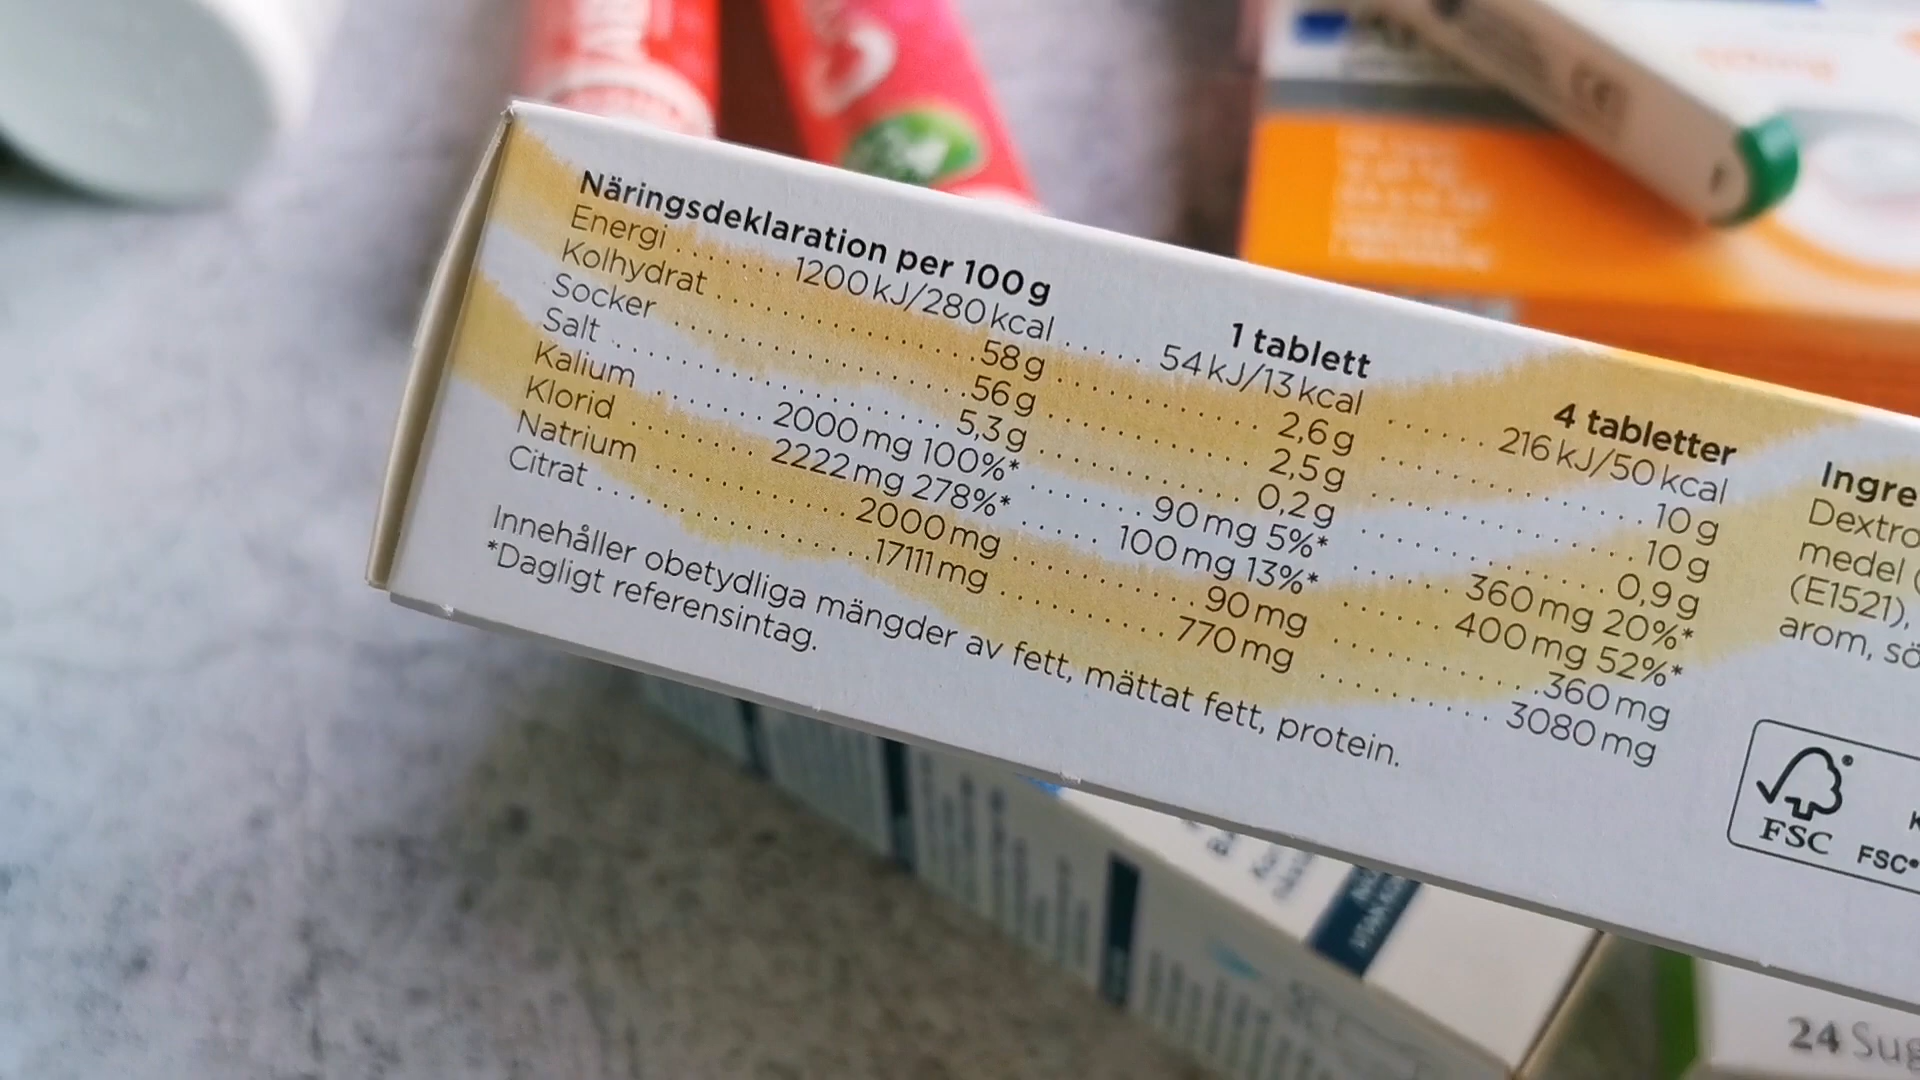 Näringsdeklaration per 100 g 1 tablett 4 tabletter
Energi 1200 kJ/280 kcal 54 kJ/13 kcal 216 kJ/50 kcal
Kolhydrat 58 g 2,6 g 10 g
Socker 56 g 2,5 g 10 g
Salt 5,3 g 0,2 g 0,9 g
Kalium 2000 mg 100%* 90 mg 5%* 360 mg 20%*
Klorid 2222 mg 278%* 100 mg 13%* 400 mg 52%*
Natrium 2000 mg 90 mg 360 mg
Citrat 17111 mg 770 mg 3080 mg
Innehåller obetydliga mängder av fett, mättat fett, protein.
*Dagligt referensintag.
Ingre
Dextro
medel (
(E1521),
arom, sö
FSC
FSC®
24 Sug
CE